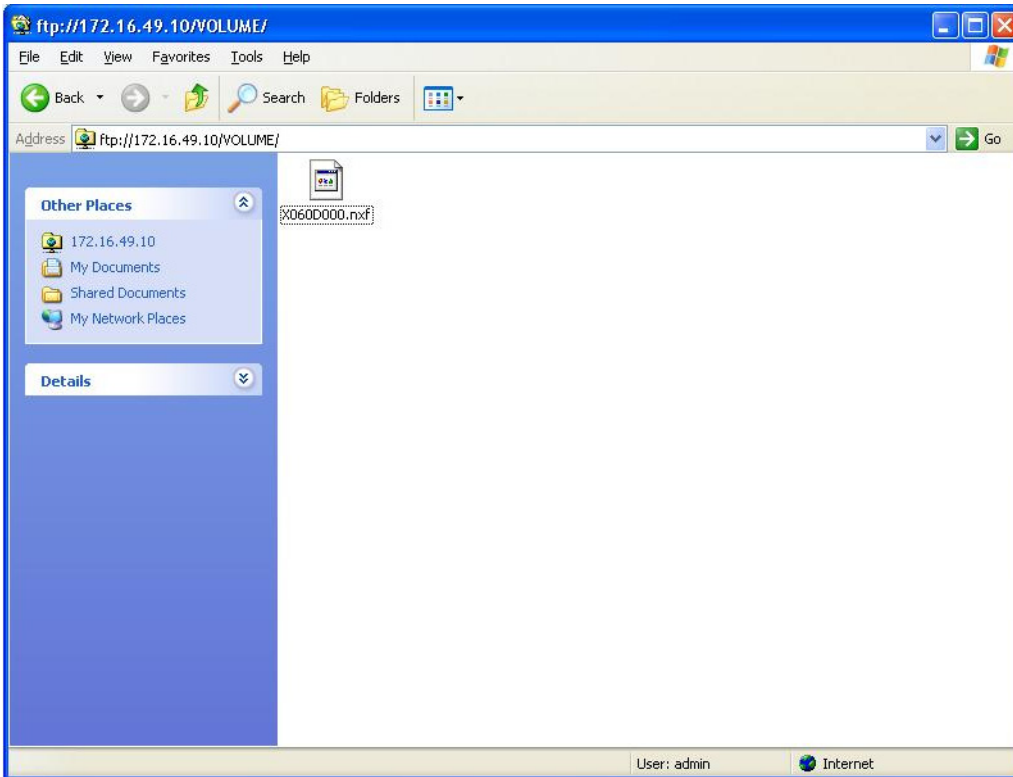 ftp://172.16.49.10/VOLUME/
File Edit View Favorites Tools Help
Back Search Folders
Address ftp://172.16.49.10/VOLUME/ Go
Other Places
172.16.49.10
My Documents
Shared Documents
My Network Places
Details
X060D000.nxf
User: admin Internet